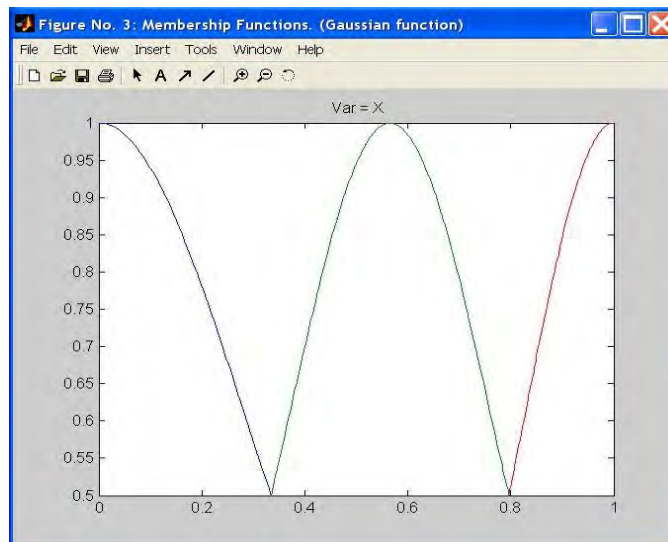 Figure No. 3: Membership Functions. (Gaussian function)
File Edit View Insert Tools Window Help
A
Var = X
1
0.95
0.9
0.85
0.8
0.75
0.7
0.65
0.6
0.55
0.5
0 0.2 0.4 0.6 0.8 1